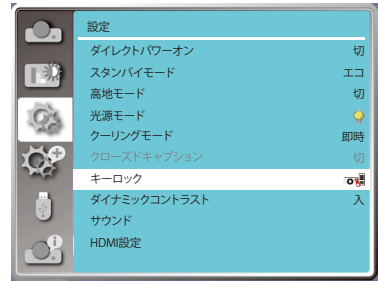 設定
ダイレクトパワーオン 切
スタンバイモード エコ
高地モード 切
光源モード
クーリングモード 即時
クローズドキャプション 切
キーロック
ダイナミックコントラスト 入
サウンド
HDMI設定